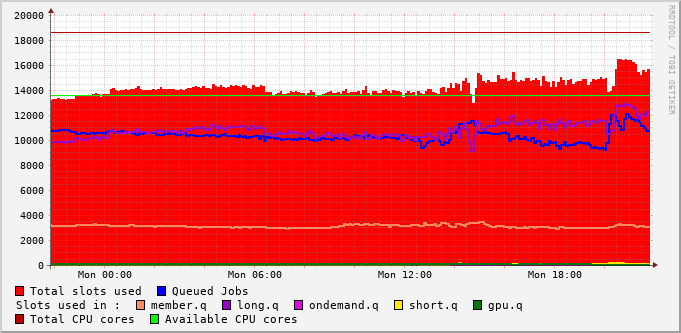 20000
18000
16000
14000
12000
10000
8000
6000
4000
2000
0
Mon 00:00 Mon 06:00 Mon 12:00 Mon 18:00
RRDTOOL / TOBI OETIKER
Total slots used Queued Jobs
Slots used in : member.q long.q ondemand.q short.q gpu.q
Total CPU cores Available CPU cores